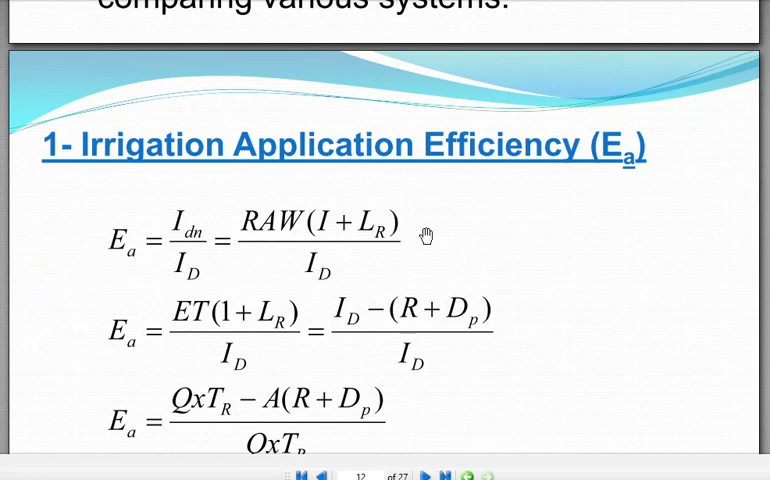 comparing various systems.
1- Irrigation Application Efficiency (Ea)
Ea = Idn / ID = RAW(I + LR) / ID
Ea = ET(1 + LR) / ID = ID − (R + Dp) / ID
Ea = QxTR − A(R + Dp) / QxTR
12 of 27